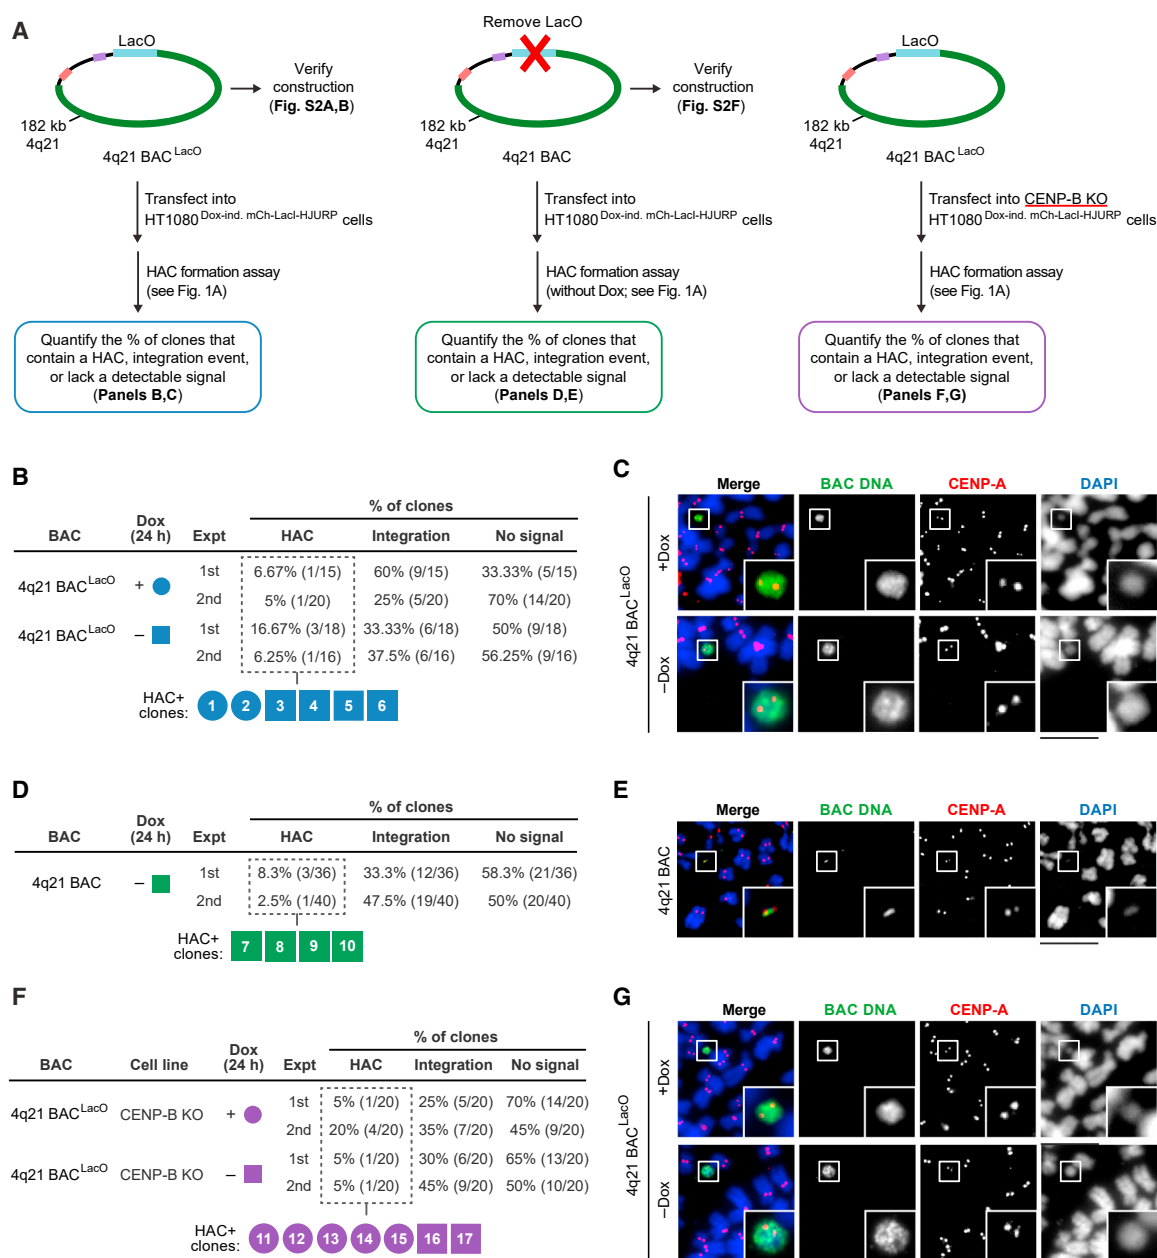 A
LacO
Remove LacO
LacO
Verify construction (Fig. S2A,B)
Verify construction (Fig. S2F)
182 kb 4q21
182 kb 4q21
182 kb 4q21
4q21 BAC LacO
4q21 BAC
4q21 BAC LacO
Transfect into
HT1080 Dox-ind. mCh-LacI-HJURP cells
Transfect into
HT1080 Dox-ind. mCh-LacI-HJURP cells
Transfect into CENP-B KO
HT1080 Dox-ind. mCh-LacI-HJURP cells
HAC formation assay
(see Fig. 1A)
HAC formation assay
(without Dox; see Fig. 1A)
HAC formation assay
(see Fig. 1A)
Quantify the % of clones that
contain a HAC, integration event,
or lack a detectable signal
(Panels B,C)
Quantify the % of clones that
contain a HAC, integration event,
or lack a detectable signal
(Panels D,E)
Quantify the % of clones that
contain a HAC, integration event,
or lack a detectable signal
(Panels F,G)
B
% of clones
BAC Dox (24 h) Expt HAC Integration No signal
4q21 BAC LacO + 1st 6.67% (1/15) 60% (9/15) 33.33% (5/15)
2nd 5% (1/20) 25% (5/20) 70% (14/20)
4q21 BAC LacO – 1st 16.67% (3/18) 33.33% (6/18) 50% (9/18)
2nd 6.25% (1/16) 37.5% (6/16) 56.25% (9/16)
HAC+ clones: 1 2 3 4 5 6
C
Merge BAC DNA CENP-A DAPI
4q21 BAC LacO
+Dox
–Dox
D
% of clones
BAC Dox (24 h) Expt HAC Integration No signal
4q21 BAC – 1st 8.3% (3/36) 33.3% (12/36) 58.3% (21/36)
2nd 2.5% (1/40) 47.5% (19/40) 50% (20/40)
HAC+ clones: 7 8 9 10
E
Merge BAC DNA CENP-A DAPI
4q21 BAC
F
% of clones
BAC Cell line Dox (24 h) Expt HAC Integration No signal
4q21 BAC LacO CENP-B KO + 1st 5% (1/20) 25% (5/20) 70% (14/20)
2nd 20% (4/20) 35% (7/20) 45% (9/20)
4q21 BAC LacO CENP-B KO – 1st 5% (1/20) 30% (6/20) 65% (13/20)
2nd 5% (1/20) 45% (9/20) 50% (10/20)
HAC+ clones: 11 12 13 14 15 16 17
G
Merge BAC DNA CENP-A DAPI
4q21 BAC LacO
+Dox
–Dox